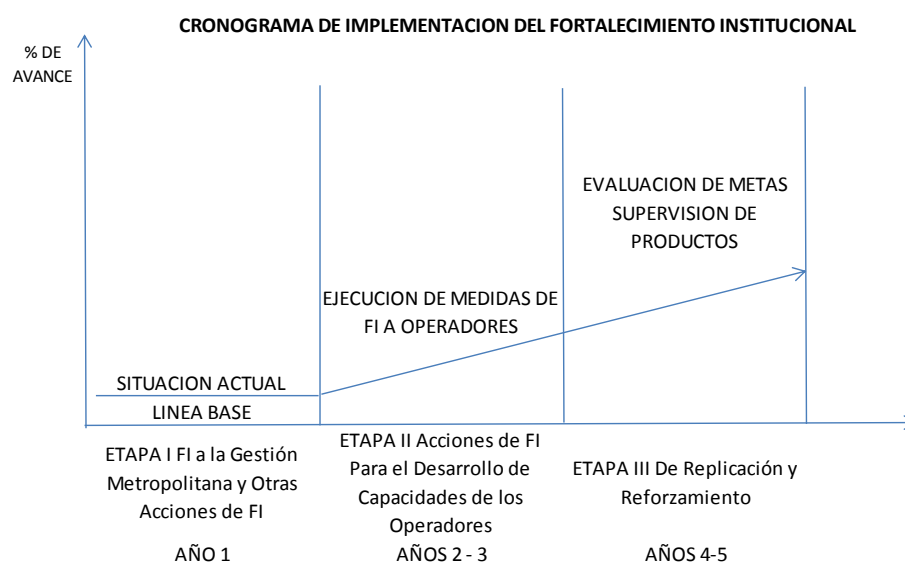 CRONOGRAMA DE IMPLEMENTACION DEL FORTALECIMIENTO INSTITUCIONAL
% DE
AVANCE
EVALUACION DE METAS
SUPERVISION DE
PRODUCTOS
EJECUCION DE MEDIDAS DE
FI A OPERADORES
SITUACION ACTUAL
LINEA BASE
ETAPA I FI a la Gestión
Metropolitana y Otras
Acciones de FI
AÑO 1
ETAPA II Acciones de FI
Para el Desarrollo de
Capacidades de los
Operadores
AÑOS 2 - 3
ETAPA III De Replicación y
Reforzamiento
AÑOS 4-5